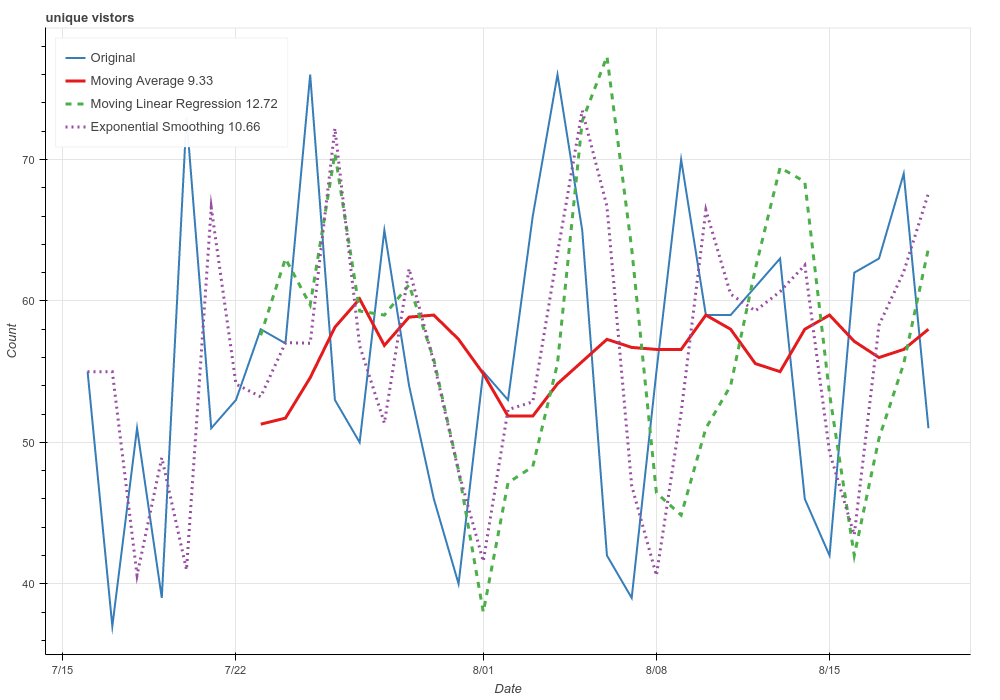 unique vistors
Original
Moving Average 9.33
Moving Linear Regression 12.72
Exponential Smoothing 10.66
70
60
50
40
Count
7/15 7/22 8/01 8/08 8/15
Date